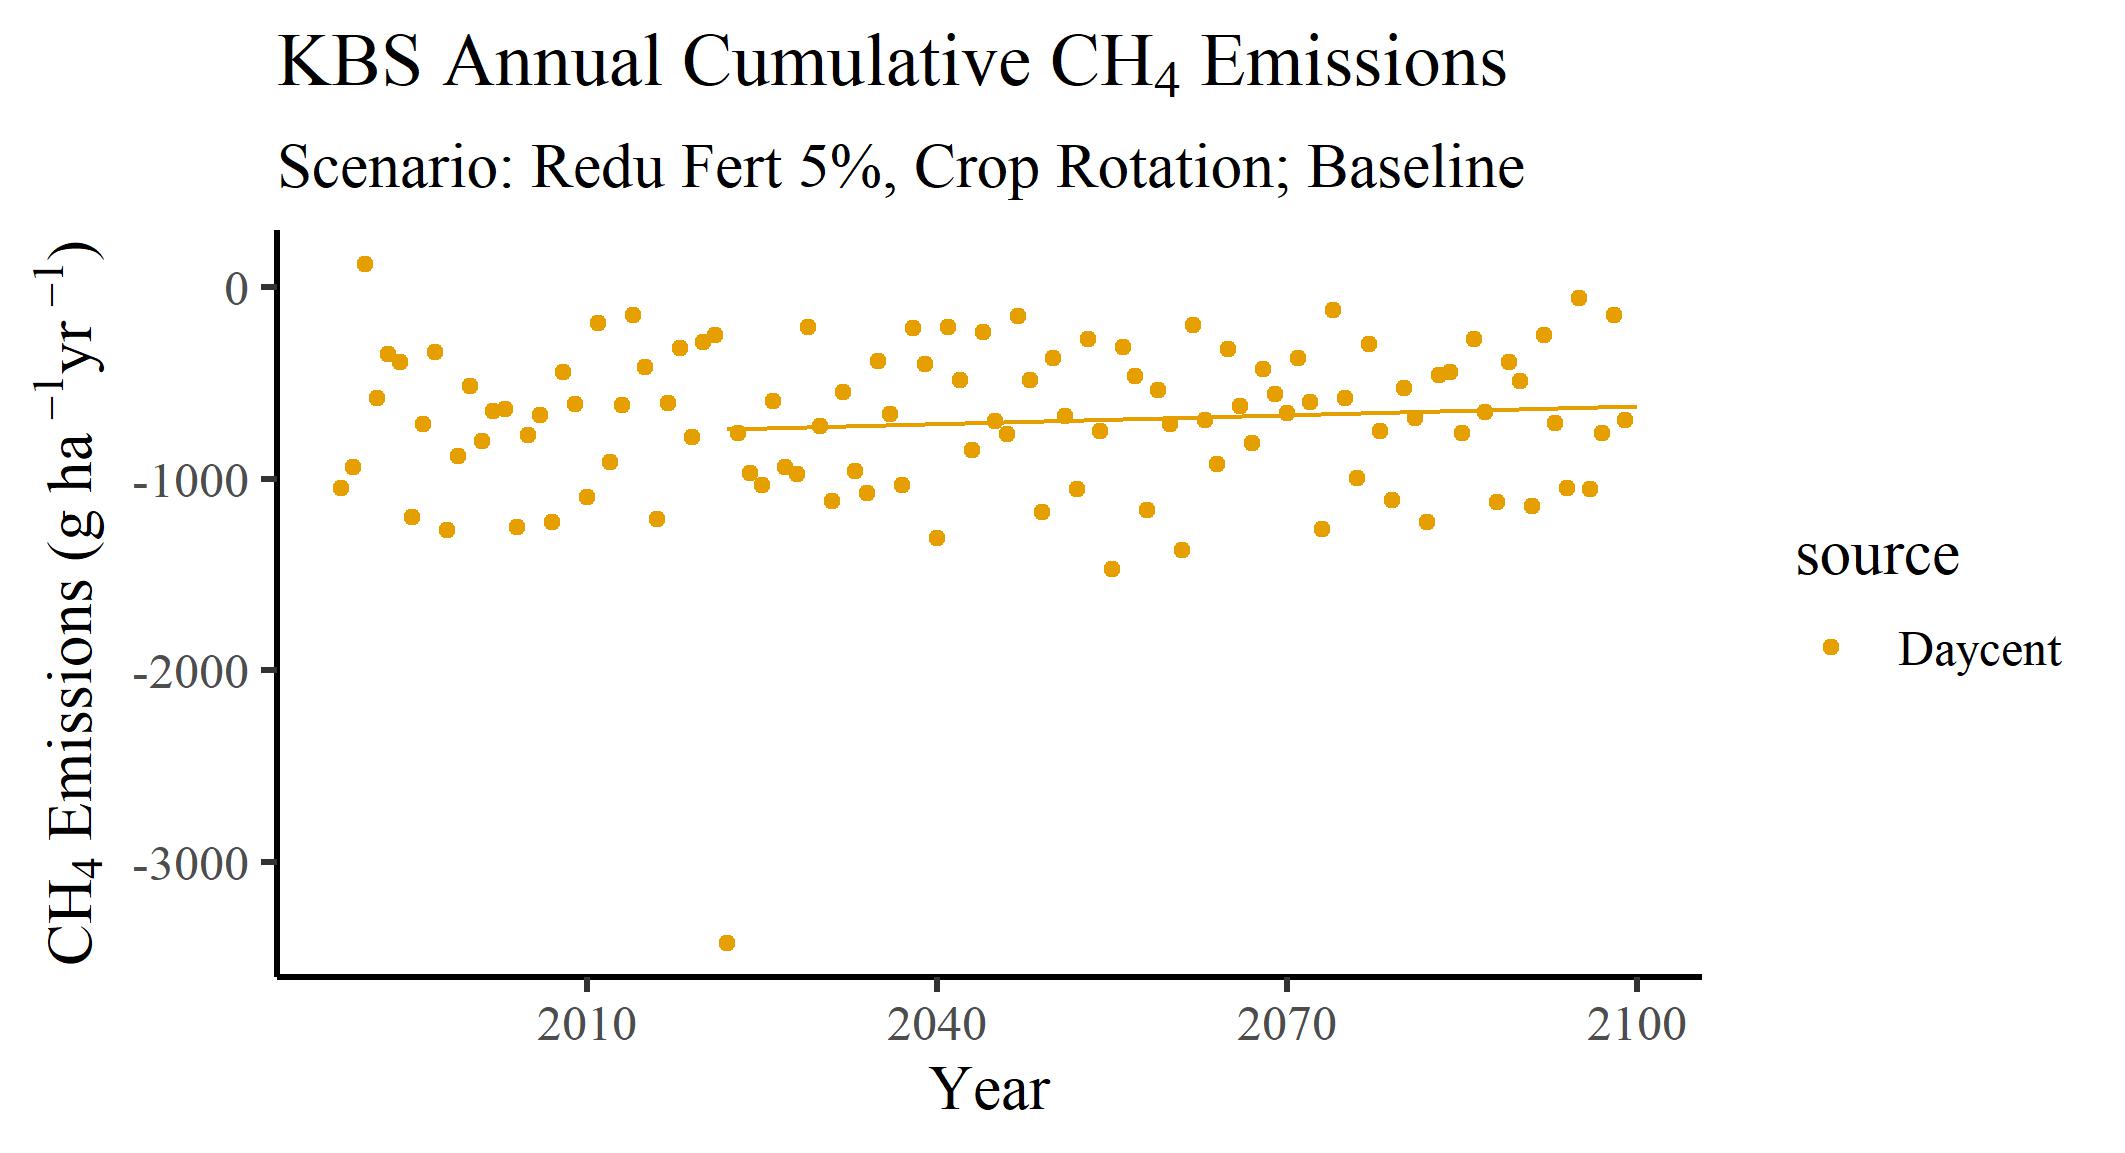 KBS Annual Cumulative CH₄ Emissions
Scenario: Redu Fert 5%, Crop Rotation; Baseline
CH₄ Emissions (g ha ⁻¹yr ⁻¹)
0
-1000
-2000
-3000
2010 2040 2070 2100
Year
source
Daycent